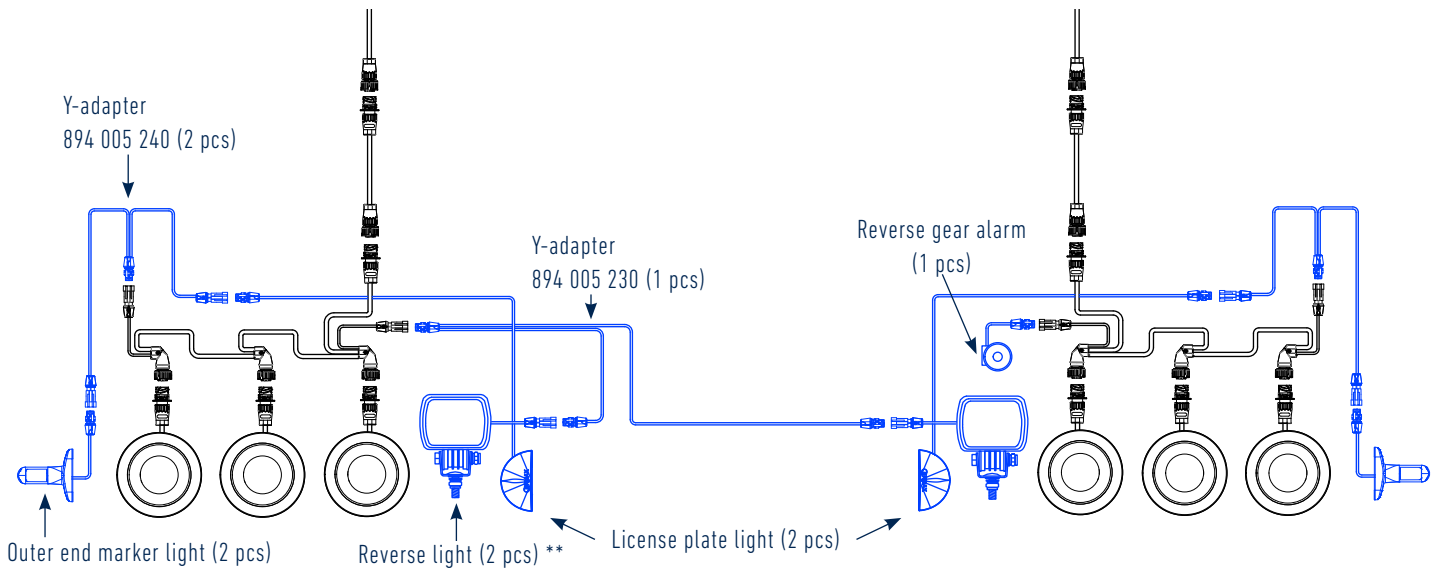 Y-adapter
894 005 240 (2 pcs)
Y-adapter
894 005 230 (1 pcs)
Reverse gear alarm
(1 pcs)
Outer end marker light (2 pcs)
Reverse light (2 pcs) **
License plate light (2 pcs)